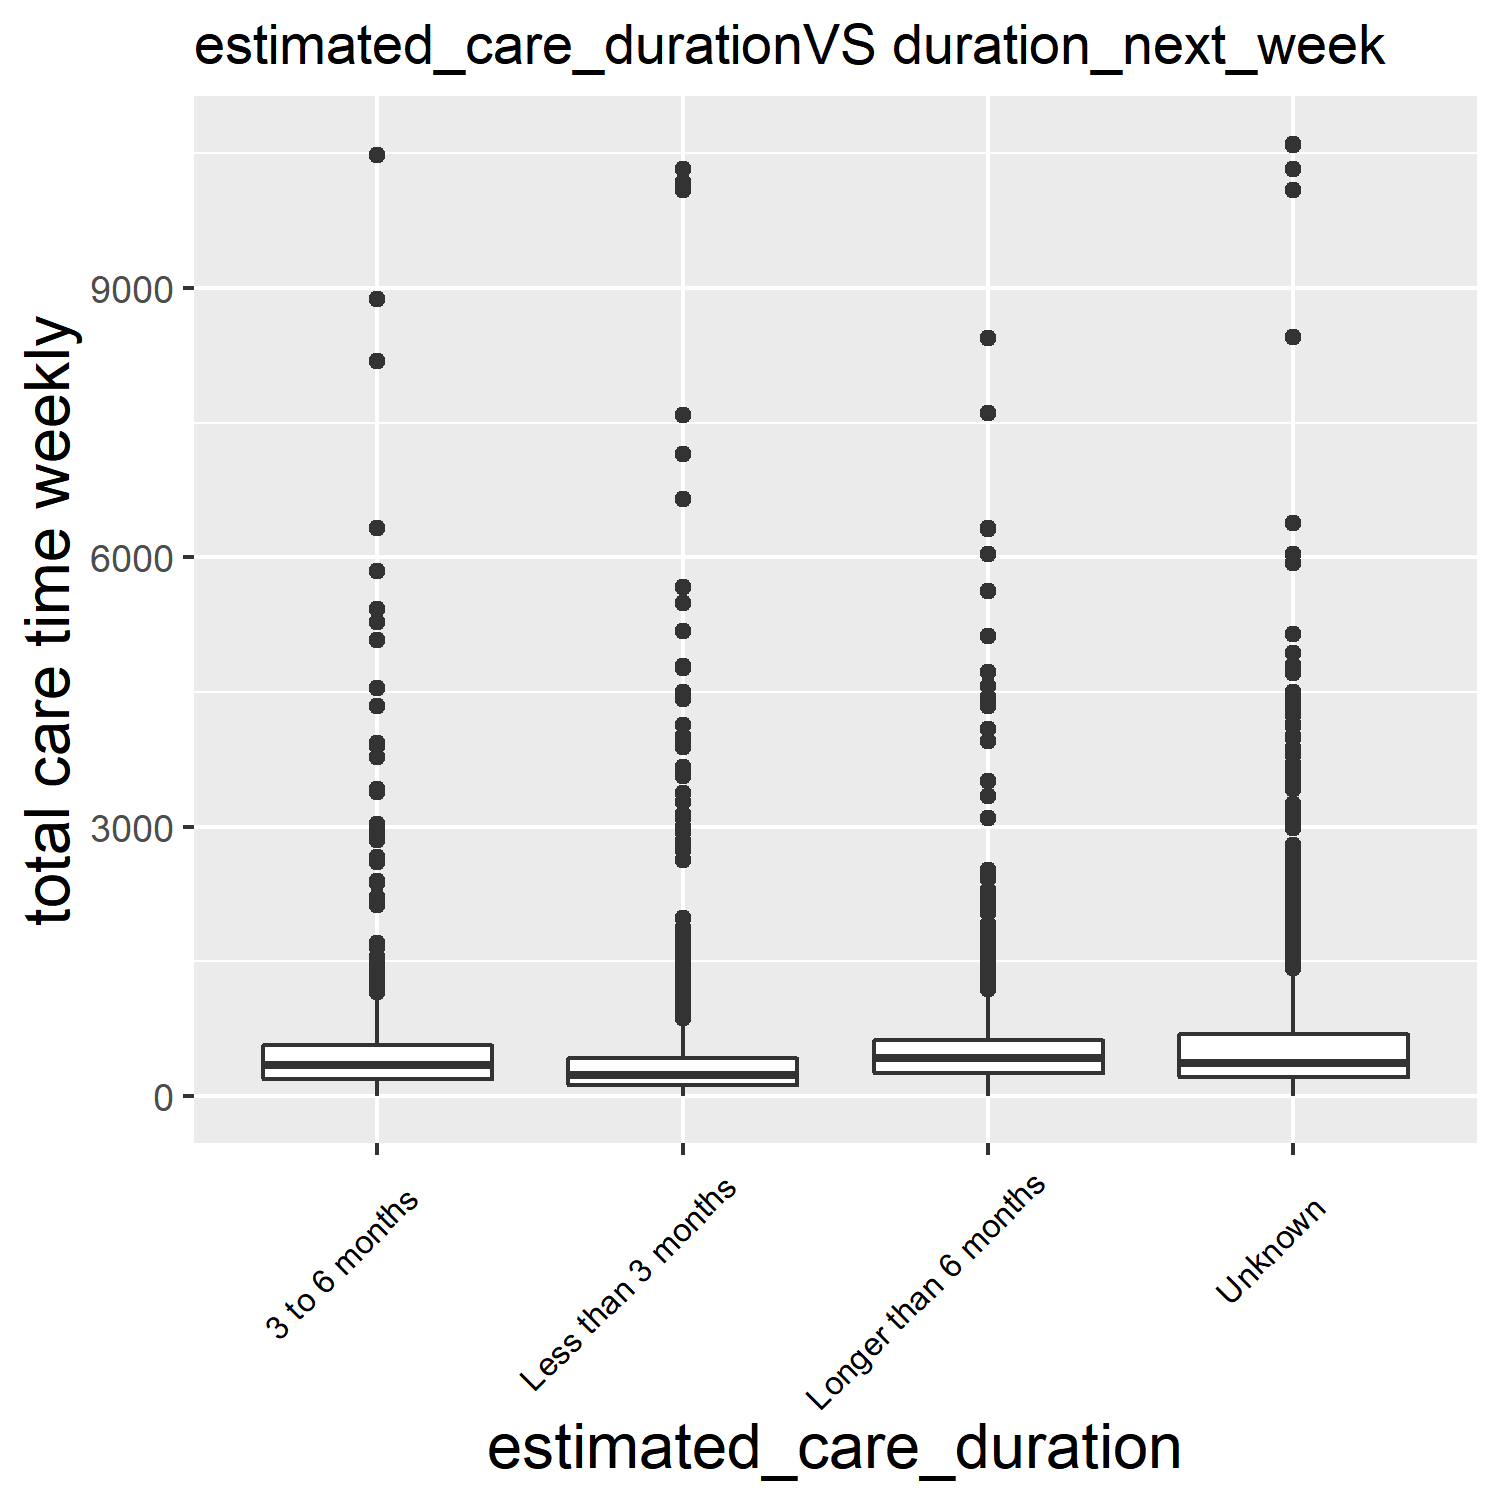 estimated_care_durationVS duration_next_week
total care time weekly
9000
6000
3000
0
3 to 6 months
Less than 3 months
Longer than 6 months
Unknown
estimated_care_duration